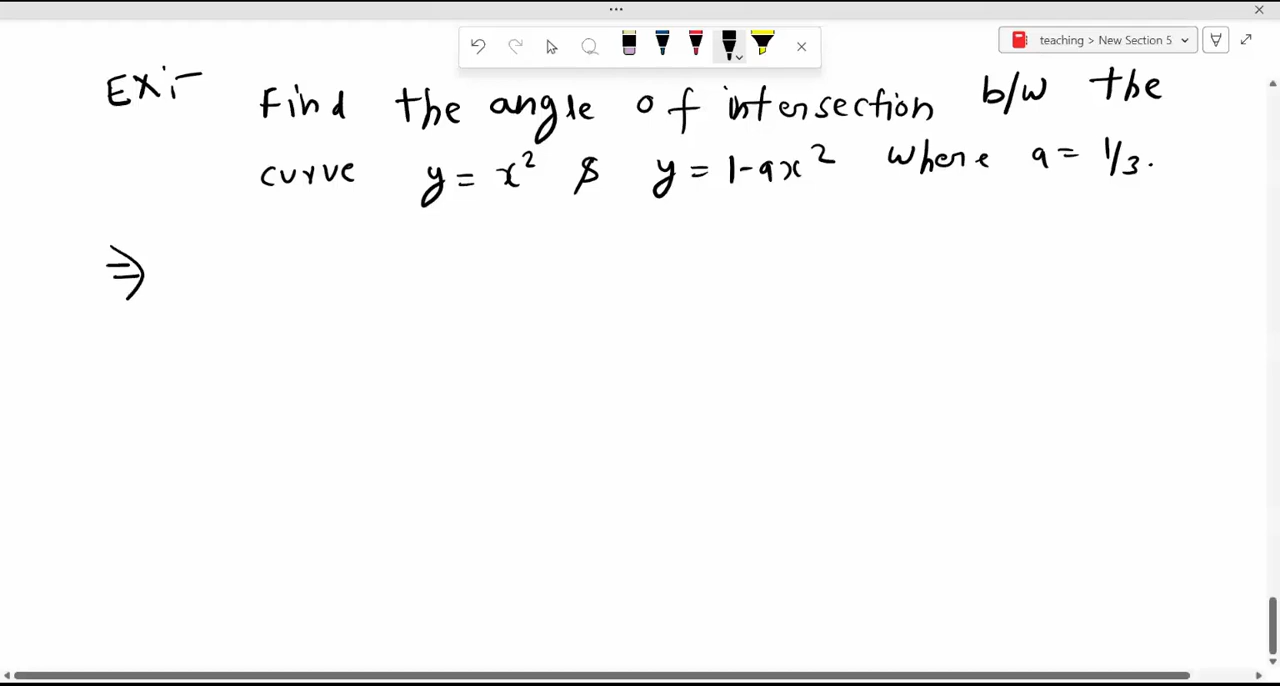 teaching > New Section 5
Ex:- Find the angle of intersection b/w the
curve y = x² & y = 1-ax² where a = 1/3.
⇒